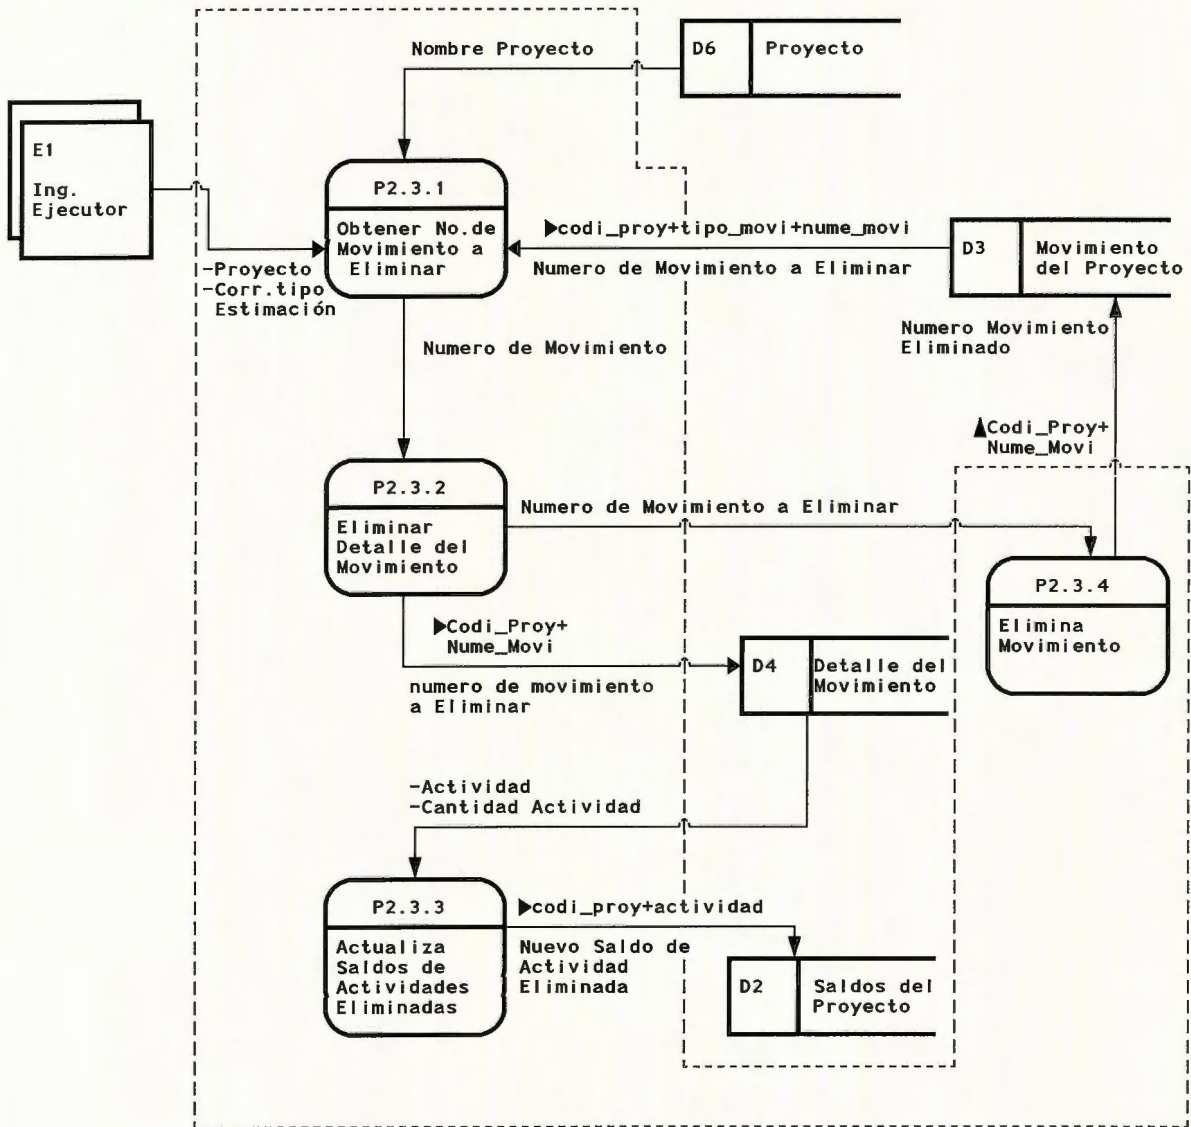 Nombre Proyecto
D6
Proyecto
E1
Ing.
Ejecutor
P2.3.1
Obtener No.de
Movimiento a
Eliminar
-Proyecto
-Corr.tipo
Estimación
codi_proy+tipo_movi+nume_movi
Numero de Movimiento a Eliminar
D3
Movimiento
del Proyecto
Numero de Movimiento
Numero Movimiento
Eliminado
Codi_Proy+
Nume_Movi
P2.3.2
Eliminar
Detalle del
Movimiento
Numero de Movimiento a Eliminar
P2.3.4
Elimina
Movimiento
Codi_Proy+
Nume_Movi
numero de movimiento
a Eliminar
D4
Detalle del
Movimiento
-Actividad
-Cantidad Actividad
P2.3.3
Actualiza
Saldos de
Actividades
Eliminadas
codi_proy+actividad
Nuevo Saldo de
Actividad
Eliminada
D2
Saldos del
Proyecto